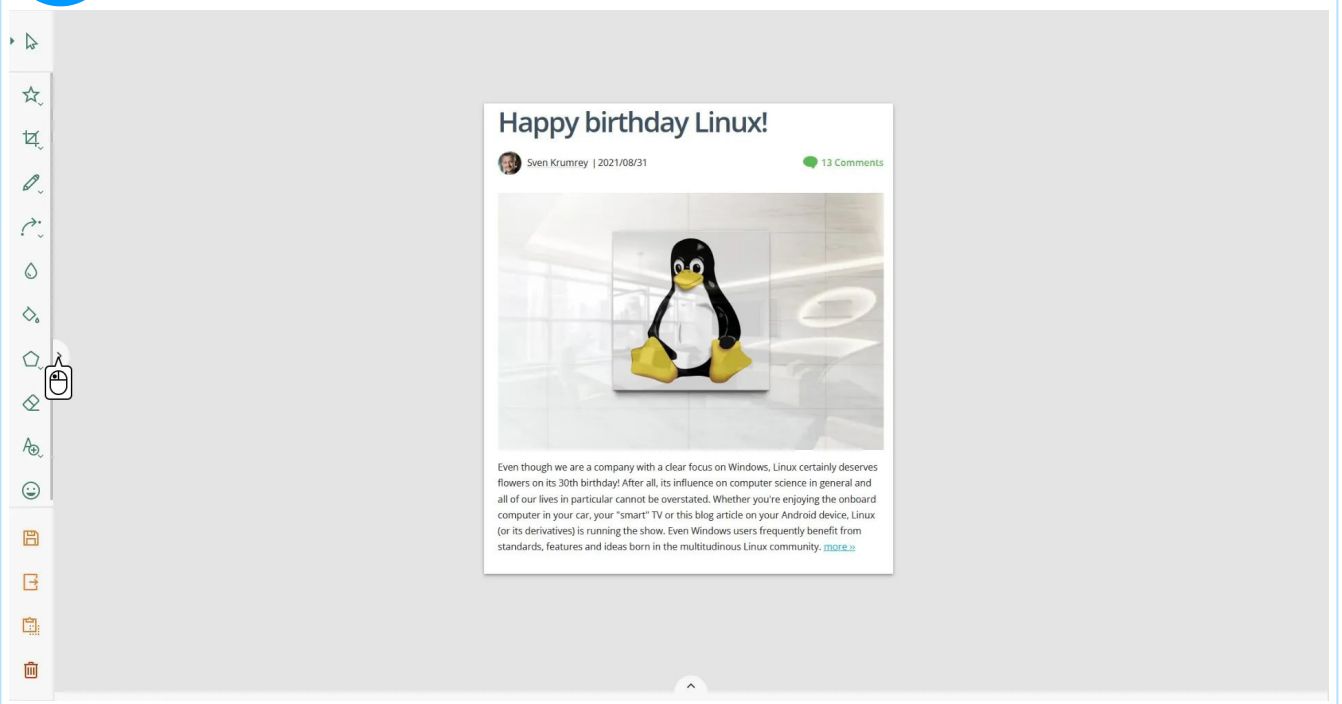 Happy birthday Linux!
Sven Krumrey | 2021/08/31
13 Comments
Even though we are a company with a clear focus on Windows, Linux certainly deserves
flowers on its 30th birthday! After all, its influence on computer science in general and
all of our lives in particular cannot be overstated. Whether you're enjoying the onboard
computer in your car, your "smart" TV or this blog article on your Android device, Linux
(or its derivatives) is running the show. Even Windows users frequently benefit from
standards, features and ideas born in the multitudinous Linux community. more »